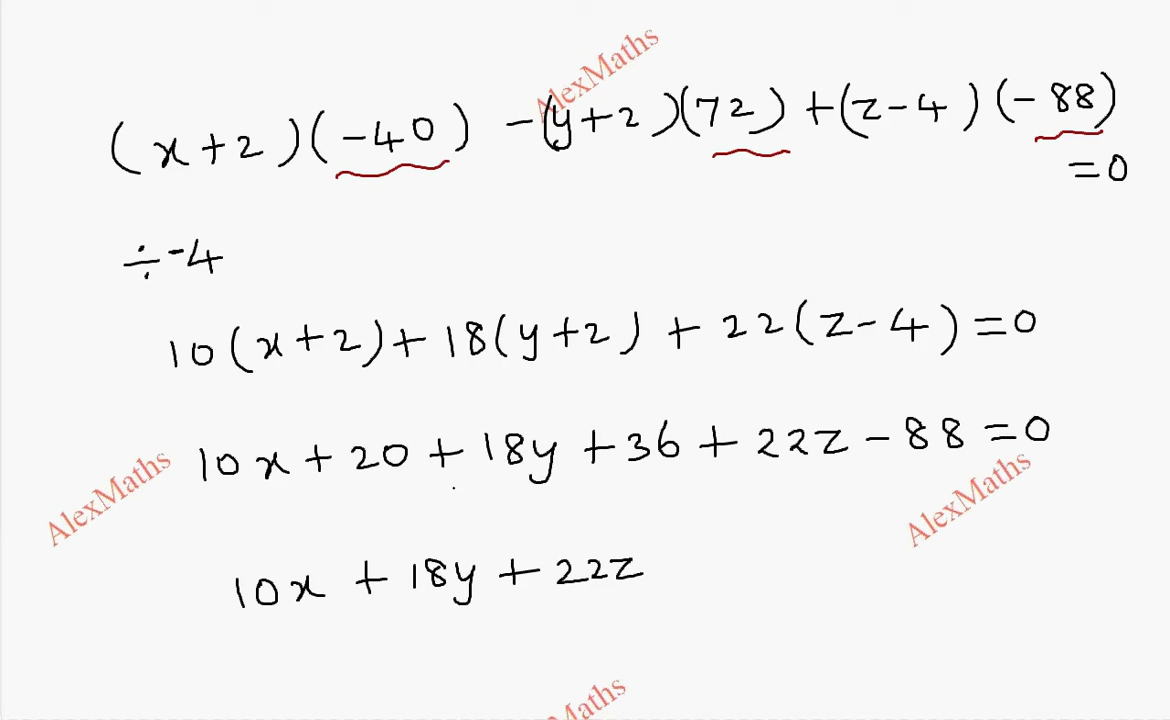 AlexMaths
(x+2)(-40) -(y+2)(72) +(z-4)(-88)
=0
÷-4
10(x+2)+18(y+2) + 22(z-4)=0
10x+20+18y+36+22z-88=0
AlexMaths
AlexMaths
10x +18y+22z
AlexMaths